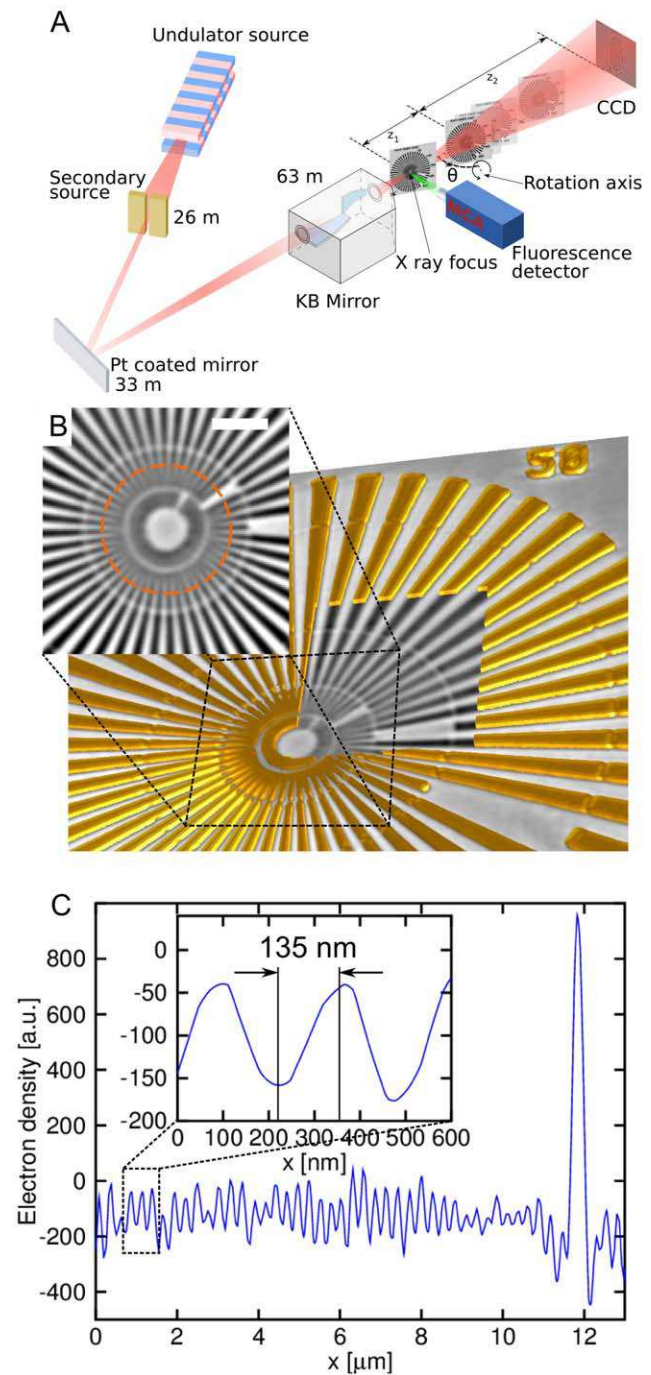 A
Undulator source
z₂
z₁
CCD
Secondary
source
26 m
63 m
θ
Rotation axis
MCA
Fluorescence
detector
X ray focus
KB Mirror
Pt coated mirror
33 m
B
50
C
135 nm
0
-50
-100
-150
-200
0 100 200 300 400 500 600
x [nm]
Electron density [a.u.]
800
600
400
200
0
-200
-400
0 2 4 6 8 10 12
x [μm]